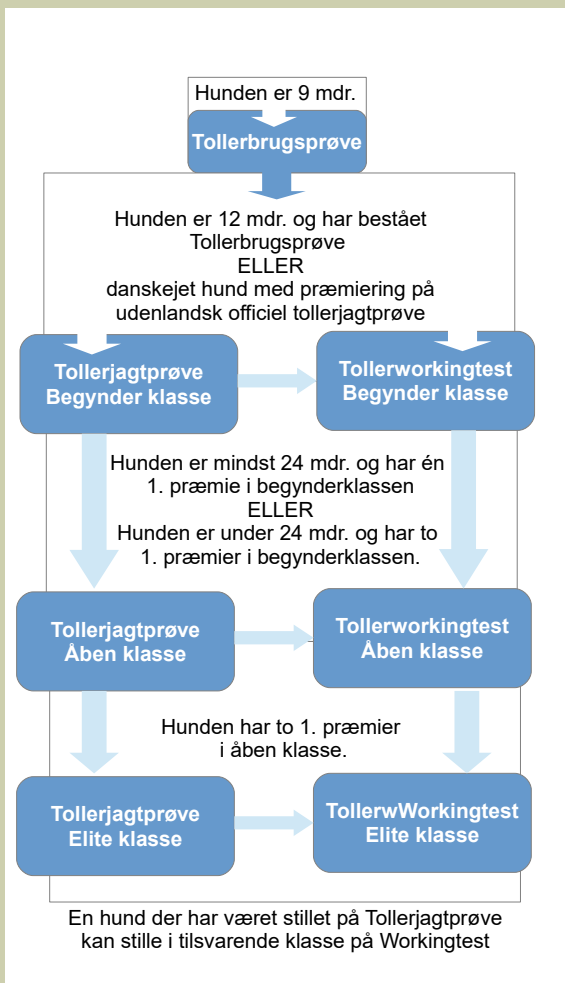 Hunden er 9 mdr.
Tollerbrugsprøve
Hunden er 12 mdr. og har bestået
Tollerbrugsprøve
ELLER
danskejet hund med præmiering på
udenlandsk officiel tollerjagtprøve
Tollerjagtprøve
Begynder klasse
Tollerworkingtest
Begynder klasse
Hunden er mindst 24 mdr. og har én
1. præmie i begynderklassen
ELLER
Hunden er under 24 mdr. og har to
1. præmier i begynderklassen.
Tollerjagtprøve
Åben klasse
Tollerworkingtest
Åben klasse
Hunden har to 1. præmier
i åben klasse.
Tollerjagtprøve
Elite klasse
TollerwWorkingtest
Elite klasse
En hund der har været stillet på Tollerjagtprøve
kan stille i tilsvarende klasse på Workingtest